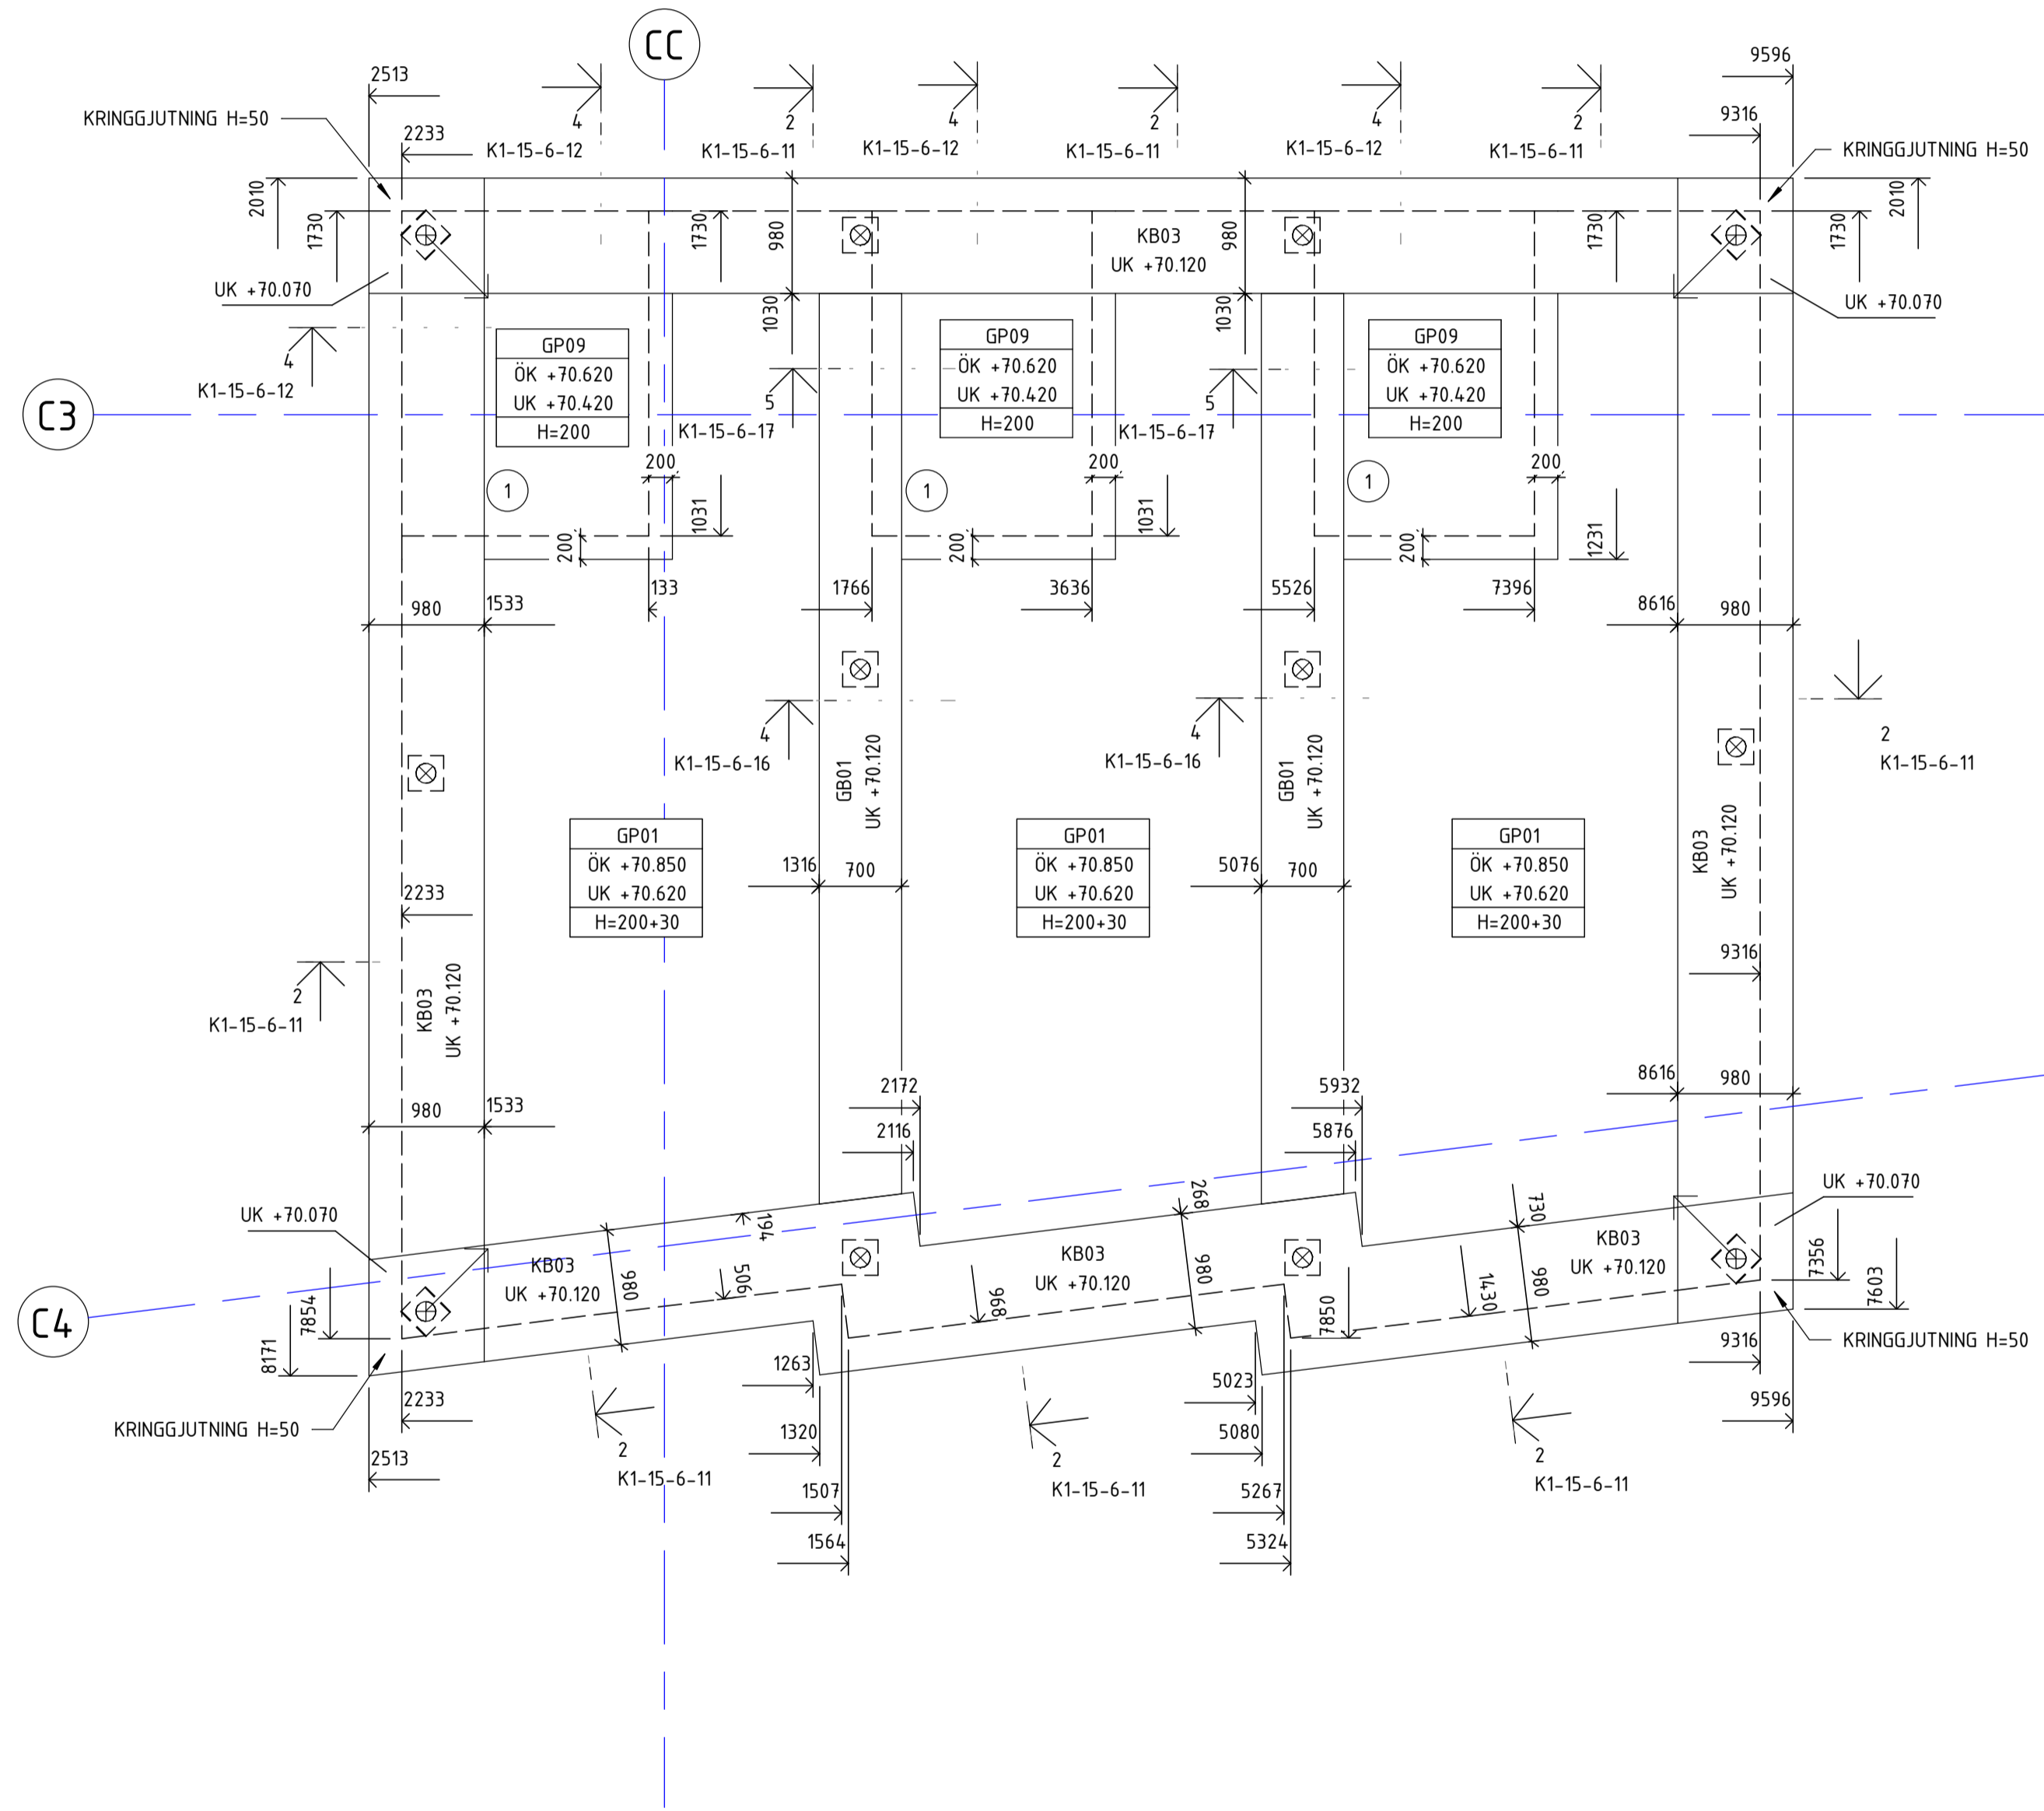 CC
2513
9596
4
2
4
2
4
2
KRINGGJUTNING H=50
2233
K1-15-6-12
K1-15-6-11
K1-15-6-12
K1-15-6-11
K1-15-6-12
K1-15-6-11
9316
KRINGGJUTNING H=50
2010
1730
1730
980
980
1730
1730
2010
KB03
UK +70.120
UK +70.070
UK +70.070
1030
1030
4
K1-15-6-12
GP09
ÖK +70.620
UK +70.420
H=200
GP09
ÖK +70.620
UK +70.420
H=200
GP09
ÖK +70.620
UK +70.420
H=200
5
K1-15-6-17
5
K1-15-6-17
C3
200
200
200
1
1
1
1031
1031
1231
200
200
200
133
1766
3636
5526
7396
980
1533
8616
980
4
K1-15-6-16
4
K1-15-6-16
2
K1-15-6-11
GB01
UK +70.120
GB01
UK +70.120
KB03
UK +70.120
GP01
ÖK +70.850
UK +70.620
H=200+30
GP01
ÖK +70.850
UK +70.620
H=200+30
GP01
ÖK +70.850
UK +70.620
H=200+30
1316
700
5076
700
2233
9316
2
K1-15-6-11
KB03
UK +70.120
980
1533
2172
5932
8616
980
2116
5876
UK +70.070
UK +70.070
194
268
730
KB03
UK +70.120
KB03
UK +70.120
KB03
UK +70.120
980
506
968
980
7850
1430
980
7356
7603
C4
7854
8171
KRINGGJUTNING H=50
9316
1263
5023
2233
9596
KRINGGJUTNING H=50
1320
5080
2513
2
K1-15-6-11
2
K1-15-6-11
2
K1-15-6-11
1507
5267
1564
5324